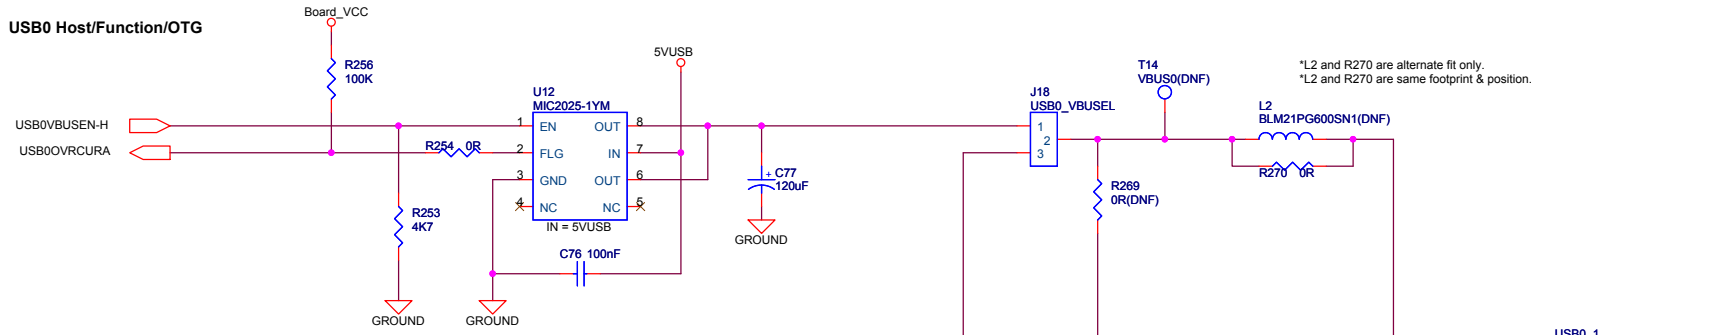 USB0 Host/Function/OTG
Board_VCC
R256
100K
5VUSB
*L2 and R270 are alternate fit only.
*L2 and R270 are same footprint & position.
T14
VBUS0(DNF)
U12
MIC2025-1YM
J18
USB0_VBUSEL
L2
BLM21PG600SN1(DNF)
USB0VBUSEN-H
1
EN
OUT
8
1
2
3
USB0OVRCURA
R254 0R
2
FLG
IN
7
3
GND
OUT
6
4
NC
NC
5
IN = 5VUSB
+
C77
120uF
GROUND
R270 0R
R269
0R(DNF)
R253
4K7
C76 100nF
GROUND
GROUND
USB0_1